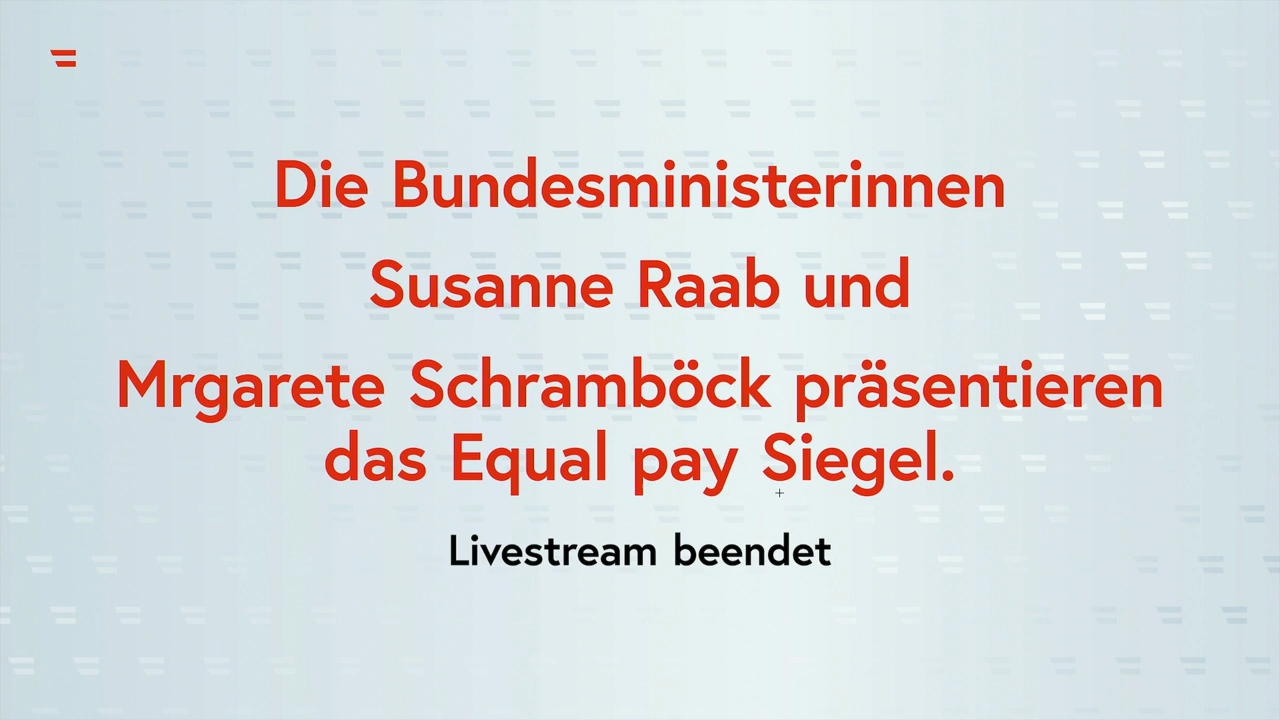 Die Bundesministerinnen
Susanne Raab und
Mrgarete Schramböck präsentieren
das Equal pay Siegel.
Livestream beendet